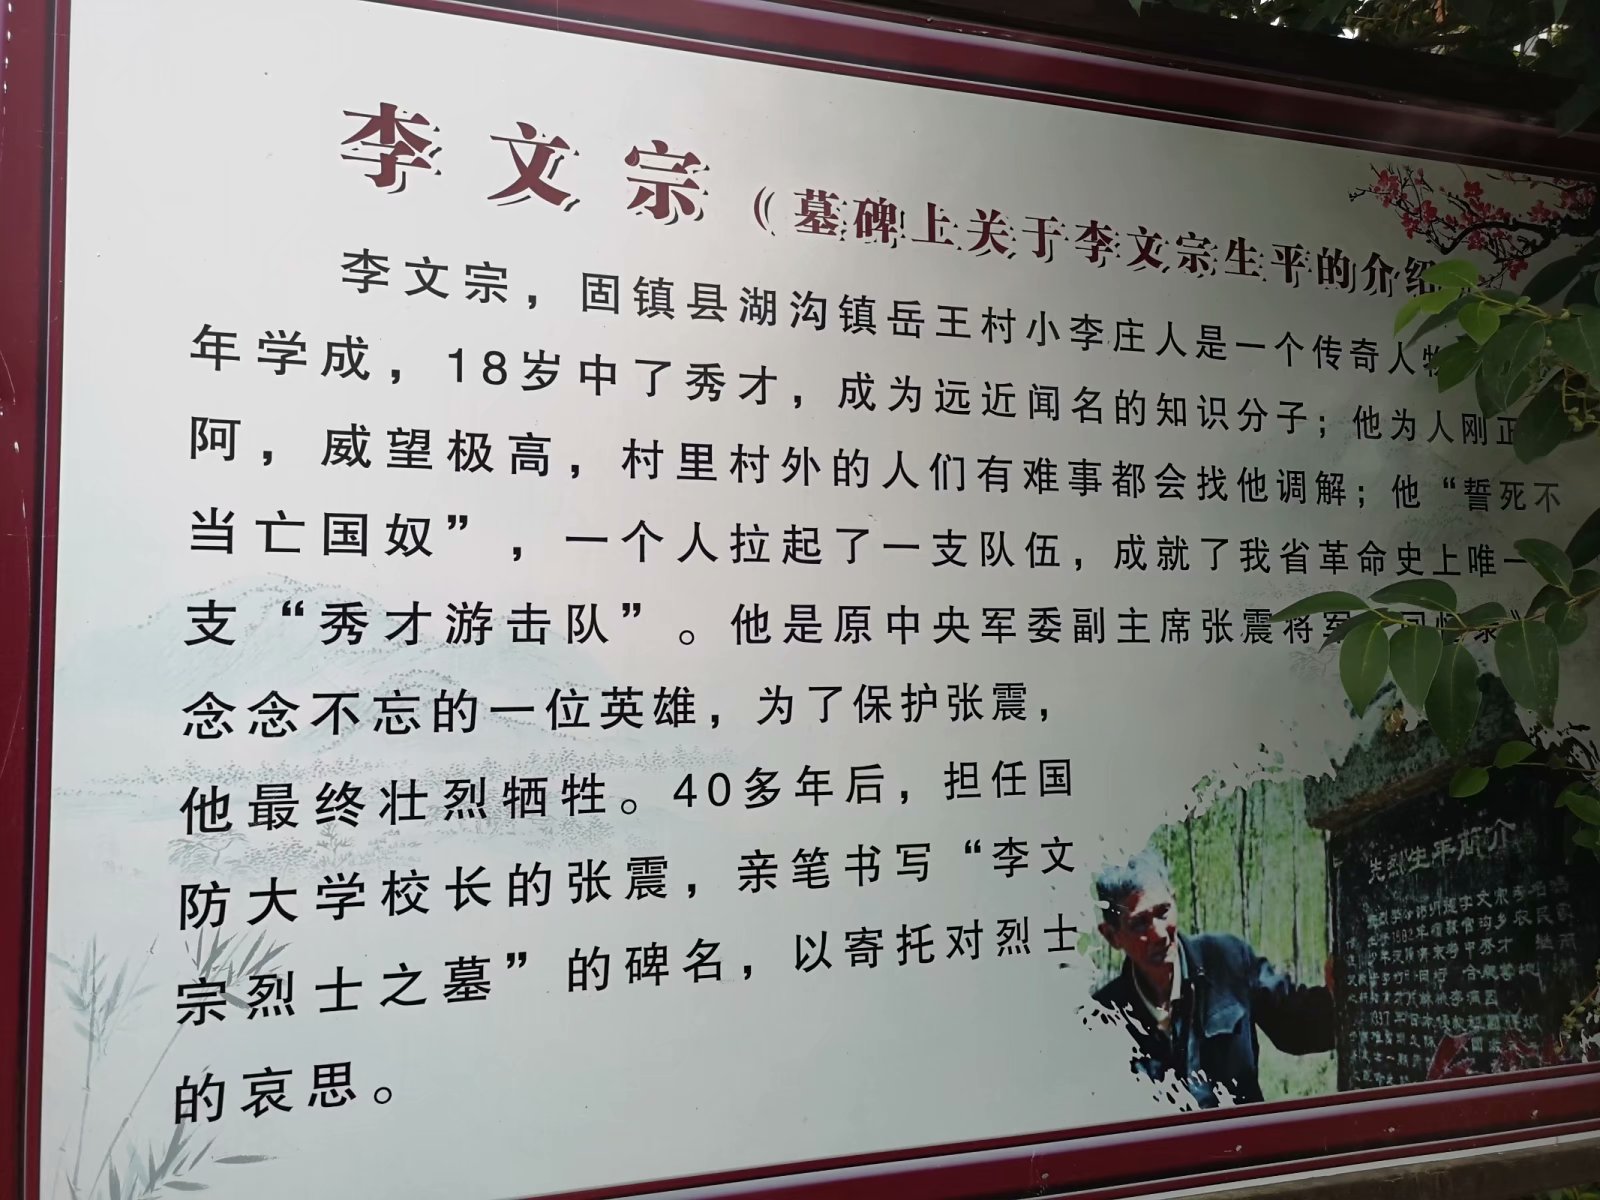 李文宗（墓碑上关于李文宗生平的介绍
李文宗，固镇县湖沟镇岳王村小李庄人是一个传奇人物
年学成，18岁中了秀才，成为远近闻名的知识分子；他为人刚正
阿，威望极高，村里村外的人们有难事都会找他调解；他“誓死不
当亡国奴”，一个人拉起了一支队伍，成就了我省革命史上唯一
支“秀才游击队”。他是原中央军委副主席张震将军
念念不忘的一位英雄，为了保护张震，
他最终壮烈牺牲。40多年后，担任国
防大学校长的张震，亲笔书写“李文
宗烈士之墓”的碑名，以寄托对烈士
的哀思。
先烈生平简介